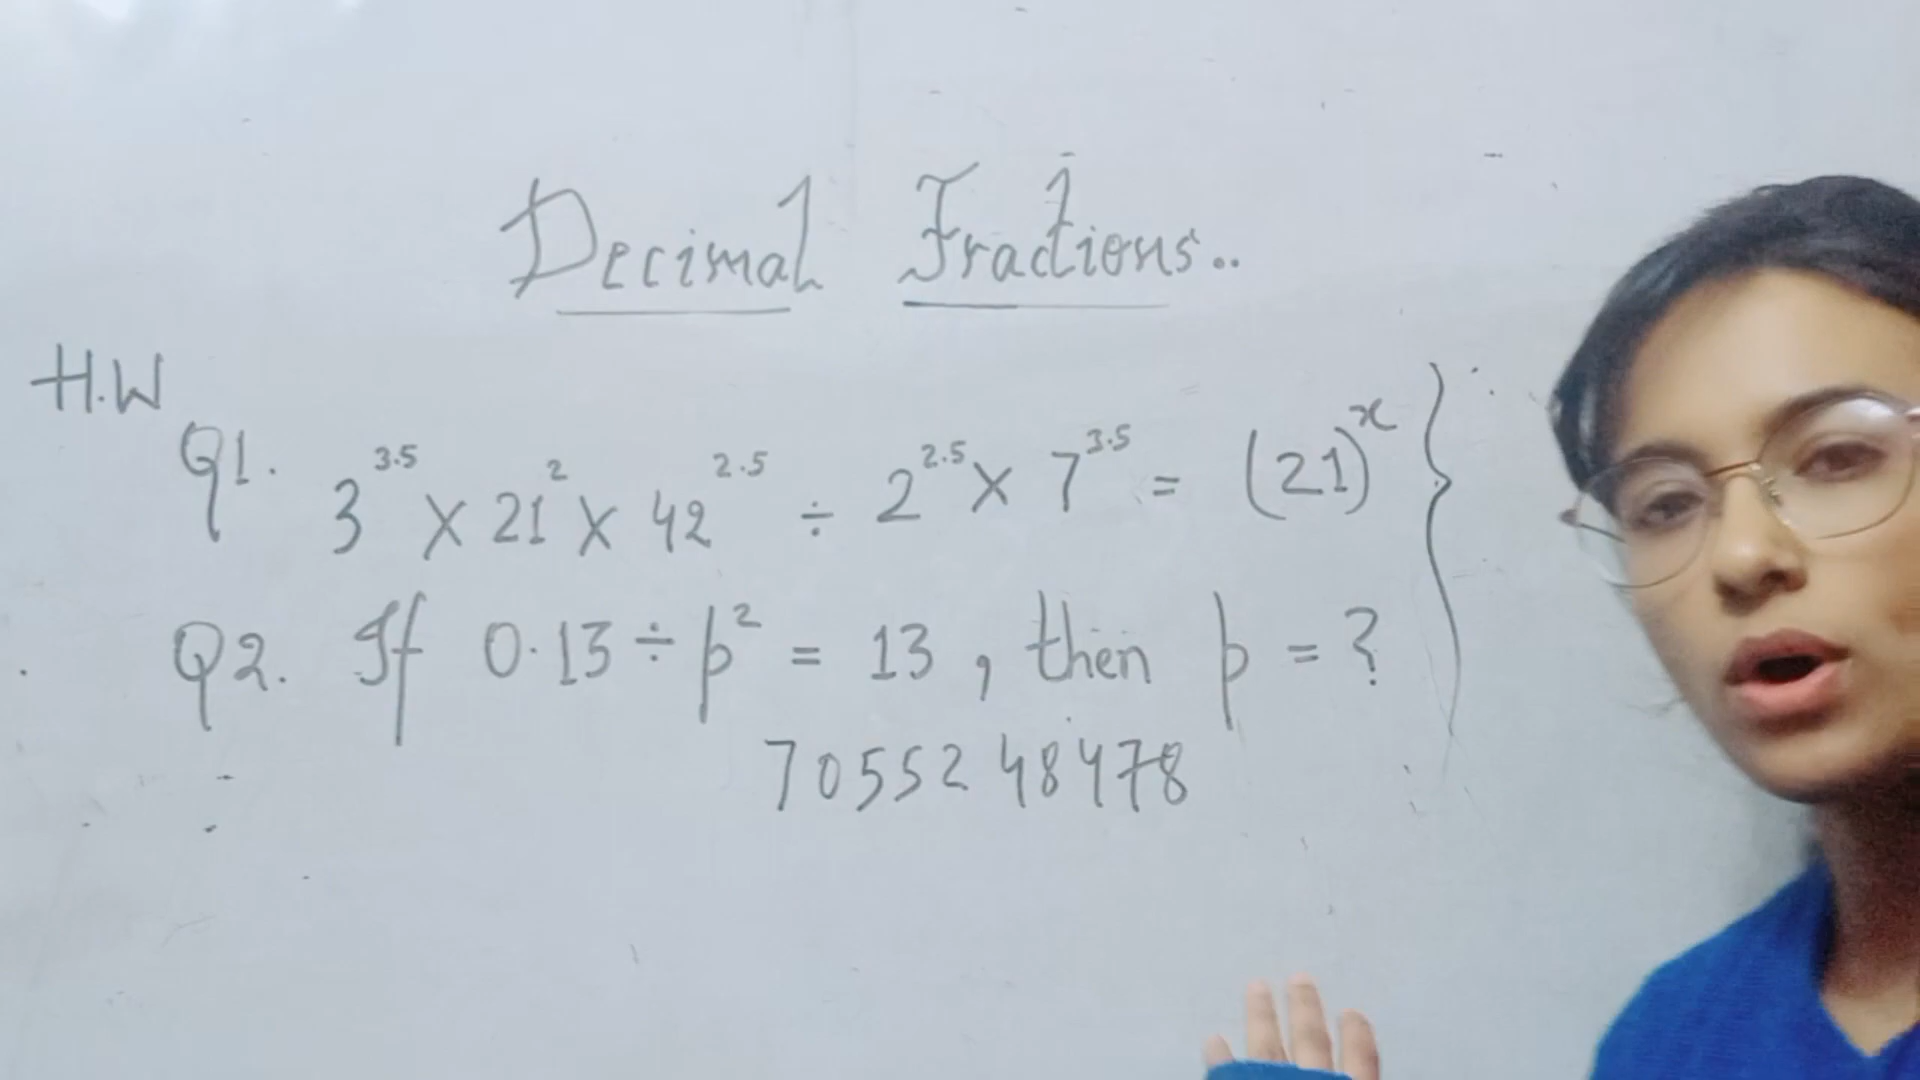 Decimal Fractions..
H.W
Q1. 3^3.5 × 21^2 × 42^2.5 ÷ 2^2.5 × 7^3.5 = (21)^x
Q2. If 0.13 ÷ p^2 = 13, then p = ?
7055248478